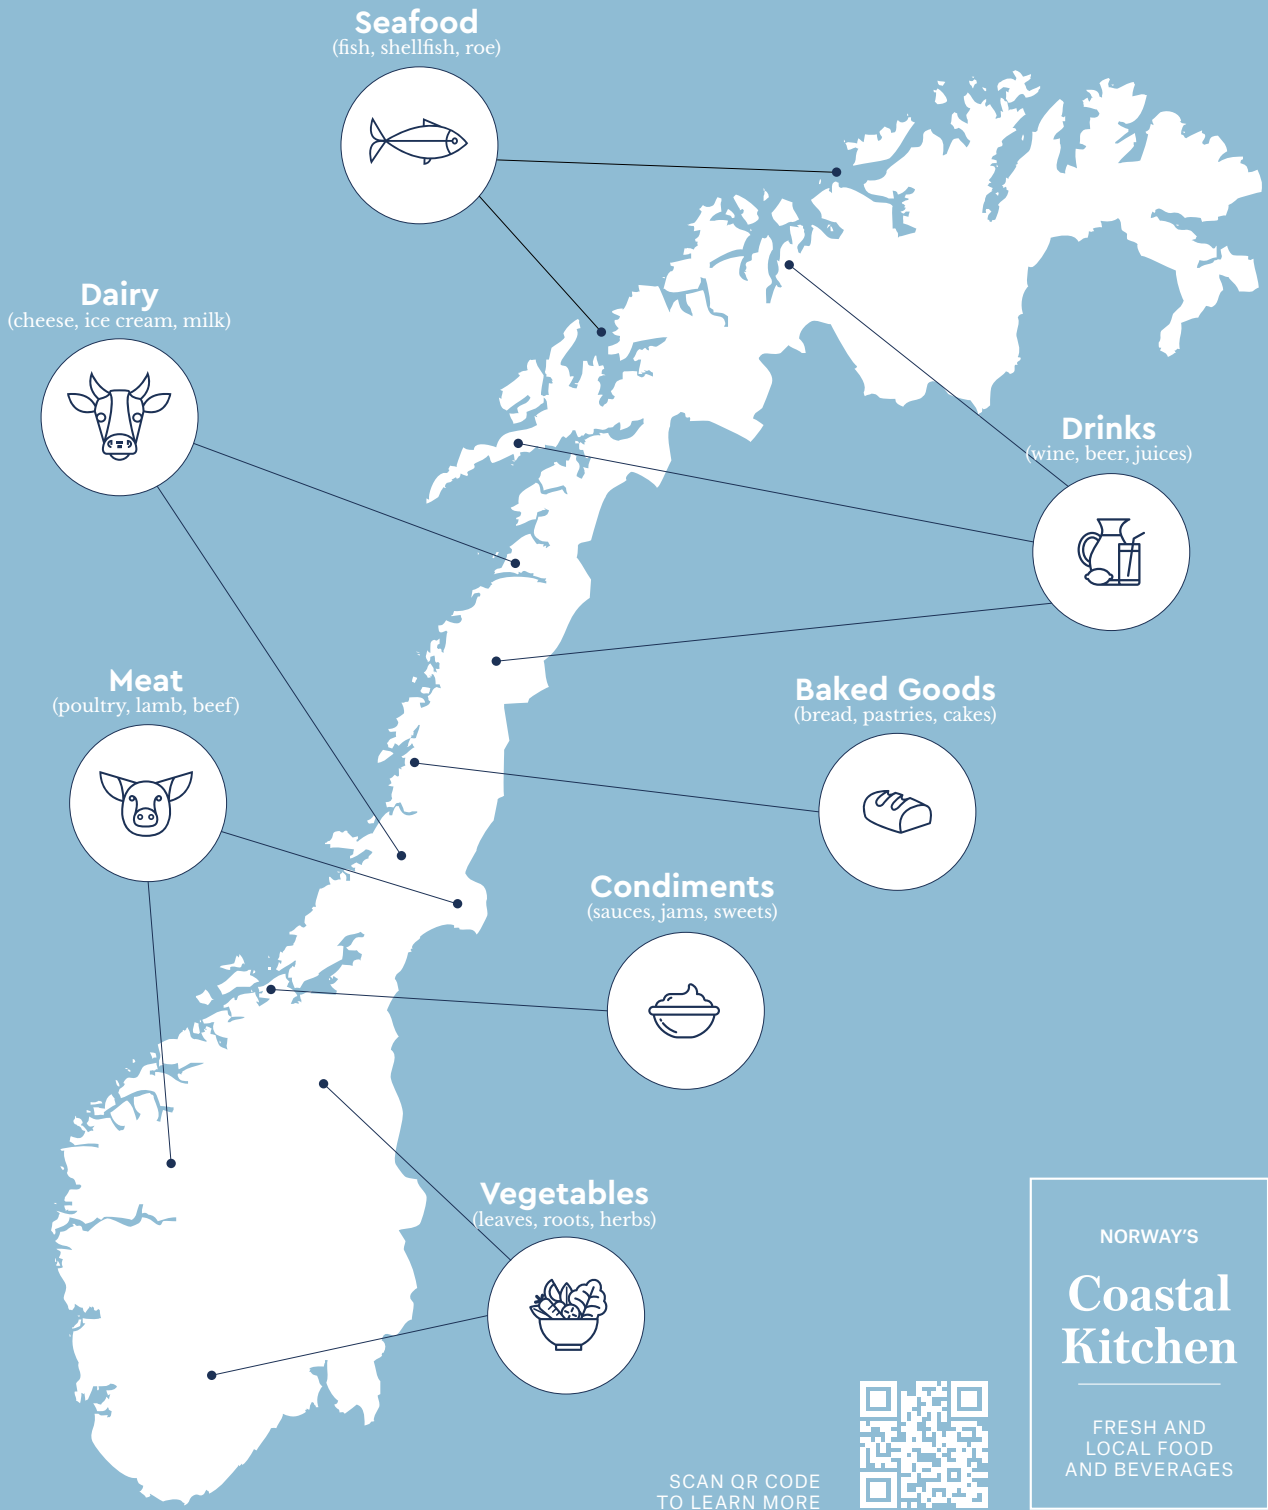 Seafood
(fish, shellfish, roe)
Dairy
(cheese, ice cream, milk)
Drinks
(wine, beer, juices)
Meat
(poultry, lamb, beef)
Baked Goods
(bread, pastries, cakes)
Condiments
(sauces, jams, sweets)
Vegetables
(leaves, roots, herbs)
NORWAY'S
Coastal
Kitchen
FRESH AND
LOCAL FOOD
AND BEVERAGES
SCAN QR CODE
TO LEARN MORE